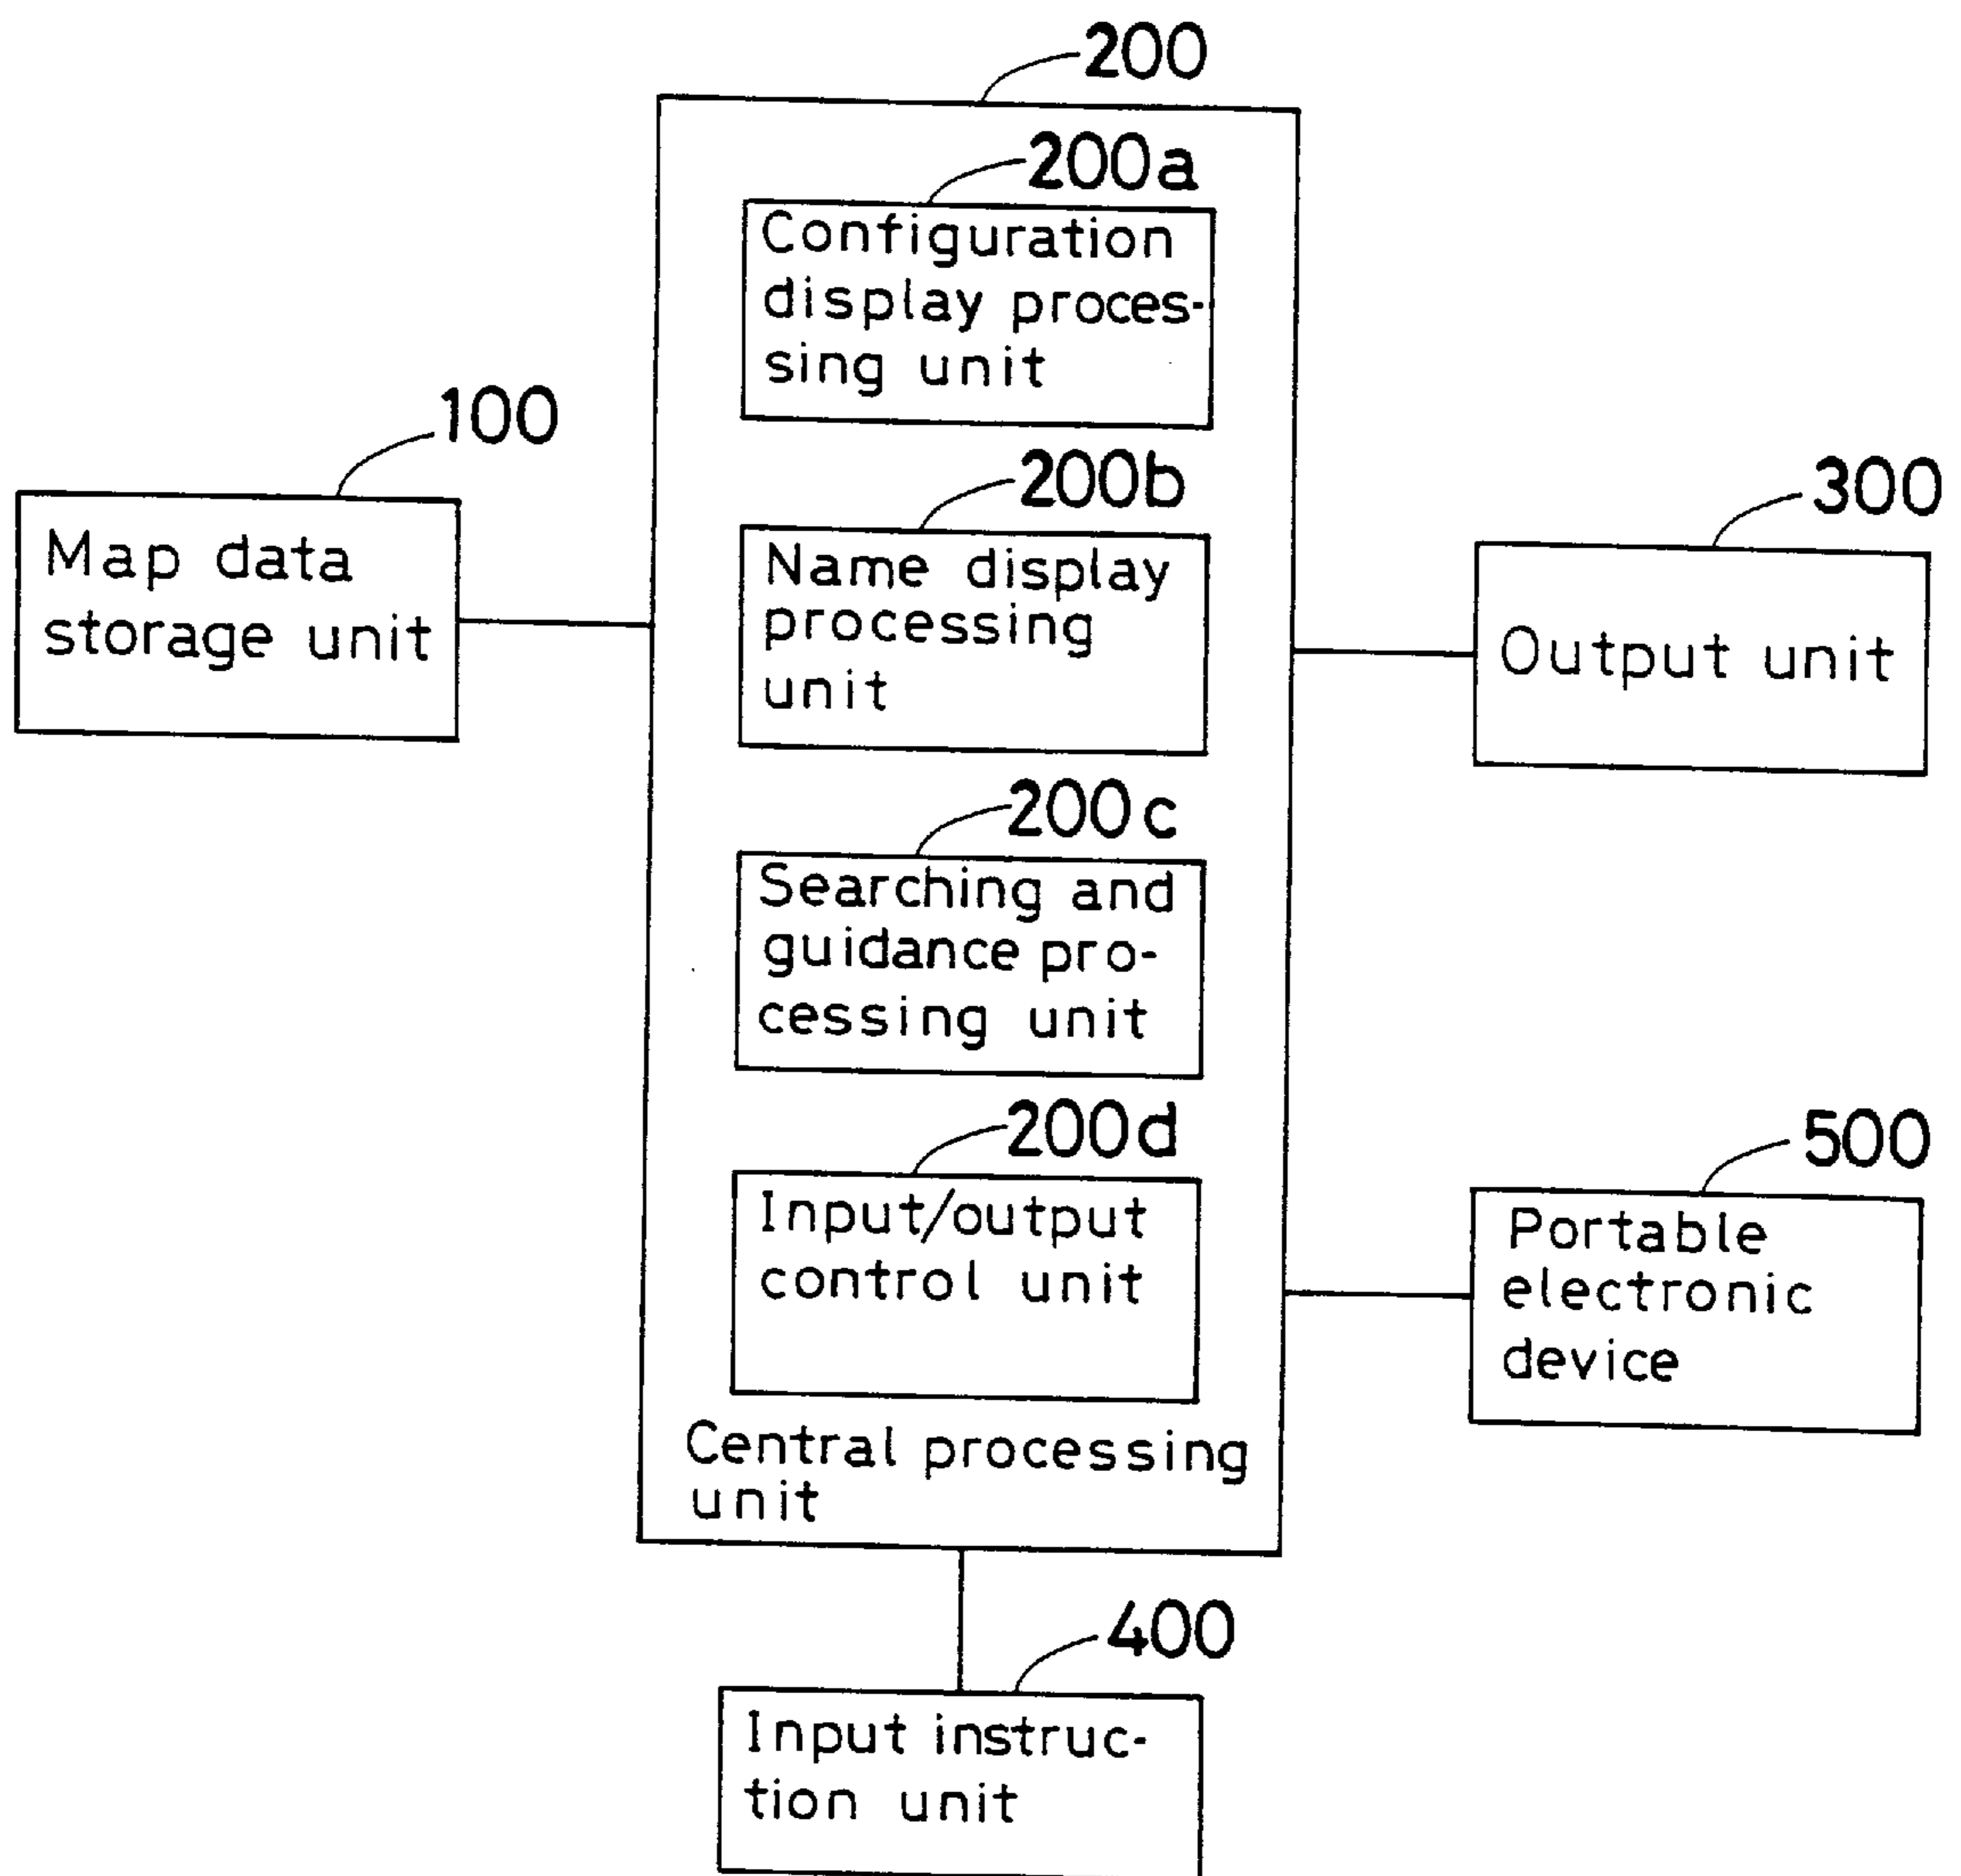 200
200a
Configuration
display proces-
sing unit
100
Map data
storage unit
200b
Name display
processing
unit
300
Output unit
200c
Searching and
guidance pro-
cessing unit
200d
Input/output
control unit
500
Portable
electronic
device
Central processing
unit
400
Input instruc-
tion unit